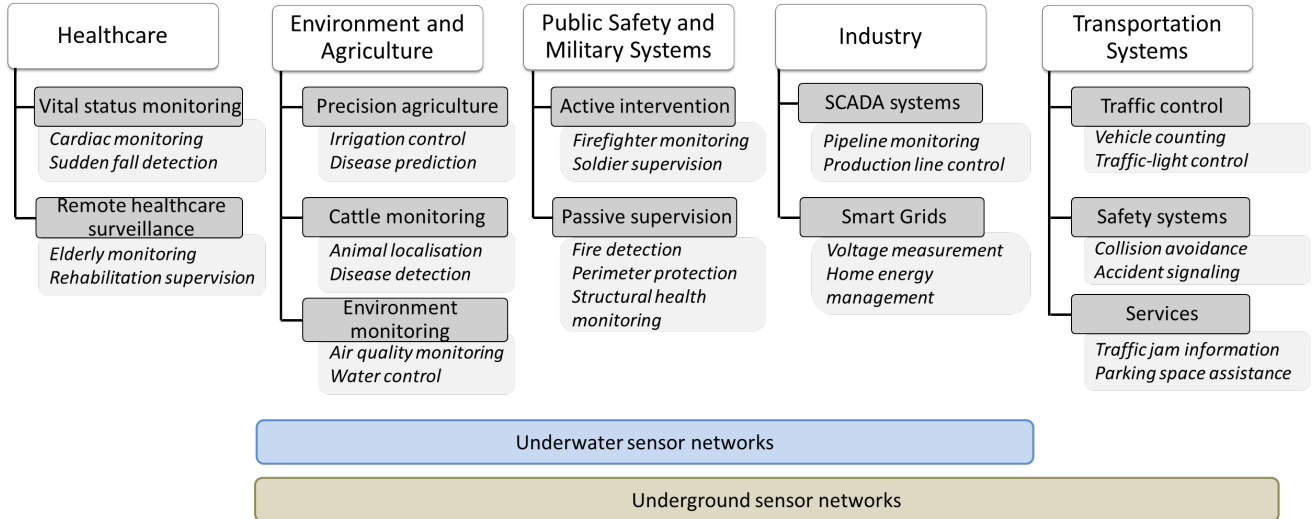 Healthcare
Vital status monitoring
Cardiac monitoring
Sudden fall detection
Remote healthcare
surveillance
Elderly monitoring
Rehabilitation supervision
Environment and
Agriculture
Precision agriculture
Irrigation control
Disease prediction
Cattle monitoring
Animal localisation
Disease detection
Environment
monitoring
Air quality monitoring
Water control
Public Safety and
Military Systems
Active intervention
Firefighter monitoring
Soldier supervision
Passive supervision
Fire detection
Perimeter protection
Structural health
monitoring
Industry
SCADA systems
Pipeline monitoring
Production line control
Smart Grids
Voltage measurement
Home energy
management
Transportation
Systems
Traffic control
Vehicle counting
Traffic-light control
Safety systems
Collision avoidance
Accident signaling
Services
Traffic jam information
Parking space assistance
Underwater sensor networks
Underground sensor networks